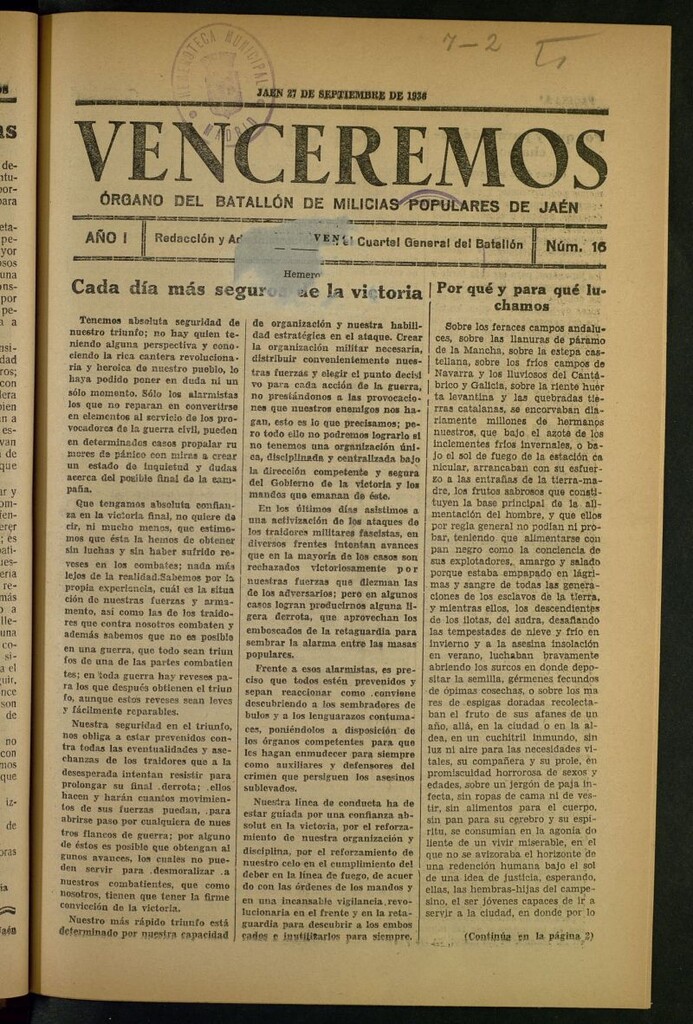 7-2
BIBLIOTECA MUNICIPAL
MADRID
JAEN 27 DE SEPTIEMBRE DE 1936
VENCEREMOS
ÓRGANO DEL BATALLÓN DE MILICIAS POPULARES DE JAÉN
AÑO I
Redacción y
VEN
Cuartel General del Batallón
Núm. 16
Hemero
Cada día más seguros de la victoria
Tenemos absoluta seguridad de
nuestro triunfo; no hay quien te-
niendo alguna perspectiva y cono-
ciendo la rica cantera revoluciona-
ria y heroica de nuestro pueblo, lo
haya podido poner en duda ni un
sólo momento. Sólo los alarmistas
los que no reparan en convertirse
en elementos al servicio de los pro-
vocadores de la guerra civil, pueden
en determinados casos propalar ru
mores de pánico con miras a crear
un estado de inquietud y dudas
acerca del posible final de la cam-
paña.
Que tengamos absoluta confian-
za en la victoria final, no quiere de
cir, ni mucho menos, que estime-
mos que ésta la hemos de obtener
sin luchas y sin haber sufrido re-
veses en los combates; nada más
lejos de la realidad.Sabemos por la
propia experiencia, cuál es la situa
ción de nuestras fuerzas y arma-
mento, así como las de los traido-
res que contra nosotros combaten y
además sabemos que no es posible
en una guerra, que todo sean triun
fos de una de las partes combatien
tes; en toda guerra hay reveses pa-
ra los que después obtienen el triun
fo, aunque estos reveses sean leves
y fácilmente reparables.
Nuestra seguridad en el triunfo,
nos obliga a estar prevenidos con-
tra todas las eventualidades y ase-
chanzas de los traidores que a la
desesperada intentan resistir para
prolongar su final derrota; ellos
hacen y harán cuantos movimien-
tos de sus fuerzas puedan, para
abrirse paso por cualquiera de nues
tros flancos de guerra; por alguno
de éstos es posible que obtengan al
gunos avances, los cuales no pue-
den servir para desmoralizar a
nuestros combatientes, que como
nosotros, tienen que tener la firme
convicción de la victoria.
Nuestro más rápido triunfo está
determinado por nuestra capacidad
de organización y nuestra habili-
dad estratégica en el ataque. Crear
la organización militar necesaria,
distribuir convenientemente nues-
tras fuerzas y elegir el punto decisi
vo para cada acción de la guerra,
no prestándonos a las provocacio-
nes que nuestros enemigos nos ha-
gan, esto es lo que precisamos; pe-
ro todo ello no podremos lograrlo si
no tenemos una organización úni-
ca, disciplinada y centralizada bajo
la dirección competente y segura
del Gobierno de la victoria y los
mandos que emanan de éste.
En los últimos días asistimos a
una activización de los ataques de
los traidores militares fascistas, en
diversos frentes intentan avances
que en la mayoría de los casos son
rechazados victoriosamente por
nuestras fuerzas que diezman las
de los adversarios; pero en algunos
casos logran producirnos alguna li
gera derrota, que aprovechan los
emboscados de la retaguardia para
sembrar la alarma entre las masas
populares.
Frente a esos alarmistas, es pre-
ciso que todos estén prevenidos y
sepan reaccionar como conviene
descubriendo a los sembradores de
bulos y a los lenguarazos contuma-
ces, poniéndolos a disposición de
los órganos competentes para que
les hagan enmudecer para siempre
como auxiliares y defensores del
crimen que persiguen los asesinos
sublevados.
Nuestra línea de conducta ha de
estar guiada por una confianza ab
solut en la victoria, por el reforza-
miento de nuestra organización y
disciplina, por el reforzamiento de
nuestro celo en el cumplimiento del
deber en la línea de fuego, de acuer
do con las órdenes de los mandos y
en una incansable vigilancia revo-
lucionaria en el frente y en la reta-
guardia para descubrir a los embos
cados e inutilizarlos para siempre.
Por qué y para qué lu-
chamos
Sobre los feraces campos andalu-
ces, sobre las llanuras de páramo
de la Mancha, sobre la estepa cas-
tellana, sobre los fríos campos de
Navarra y los lluviosos del Cantá-
brico y Galicia, sobre la riente huer
ta levantina y las quebradas tie-
rras catalanas, se encorvaban dia-
riamente millones de hermanos
nuestros, que bajo el azote de los
inclementes fríos invernales, o ba-
jo el sol de fuego de la estación ca
nicular, arrancaban con su esfuer-
zo a las entrañas de la tierra-ma-
dre, los frutos sabrosos que consti-
tuyen la base principal de la ali-
mentación del hombre, y que ellos
por regla general no podían ni pro-
bar, teniendo que alimentarse con
pan negro como la conciencia de
sus explotadores, amargo y salado
porque estaba empapado en lágri-
mas y sangre de todas las genera-
ciones de los esclavos de la tierra,
y mientras ellos, los descendientes
de los ilotas, del sudra, desafiando
las tempestades de nieve y frío en
invierno y a la asesina insolación
en verano, luchaban bravamente
abriendo los surcos en donde depo-
sitar la semilla, gérmenes fecundos
de ópimas cosechas, o sobre los ma
res de espigas doradas recolecta-
ban el fruto de sus afanes de un
año, allá, en la ciudad o en la al-
dea, en un cuchitril inmundo, sin
luz ni aire para las necesidades vi-
tales, su compañera y su prole, en
promiscuidad horrorosa de sexos y
edades, sobre un jergón de paja in-
fecta, sin ropas de cama ni de ves-
tir, sin alimentos para el cuerpo,
sin pan para su cerebro y su espí-
ritu, se consumían en la agonía do
liente de un vivir miserable, en el
que no se avizoraba el horizonte de
una redención humana bajo el sol
de una idea de justicia, esperando,
ellas, las hembras-hijas del campe-
sino, el ser jóvenes capaces de ir a
servir a la ciudad, en donde por lo
(Continúa en la página 2)